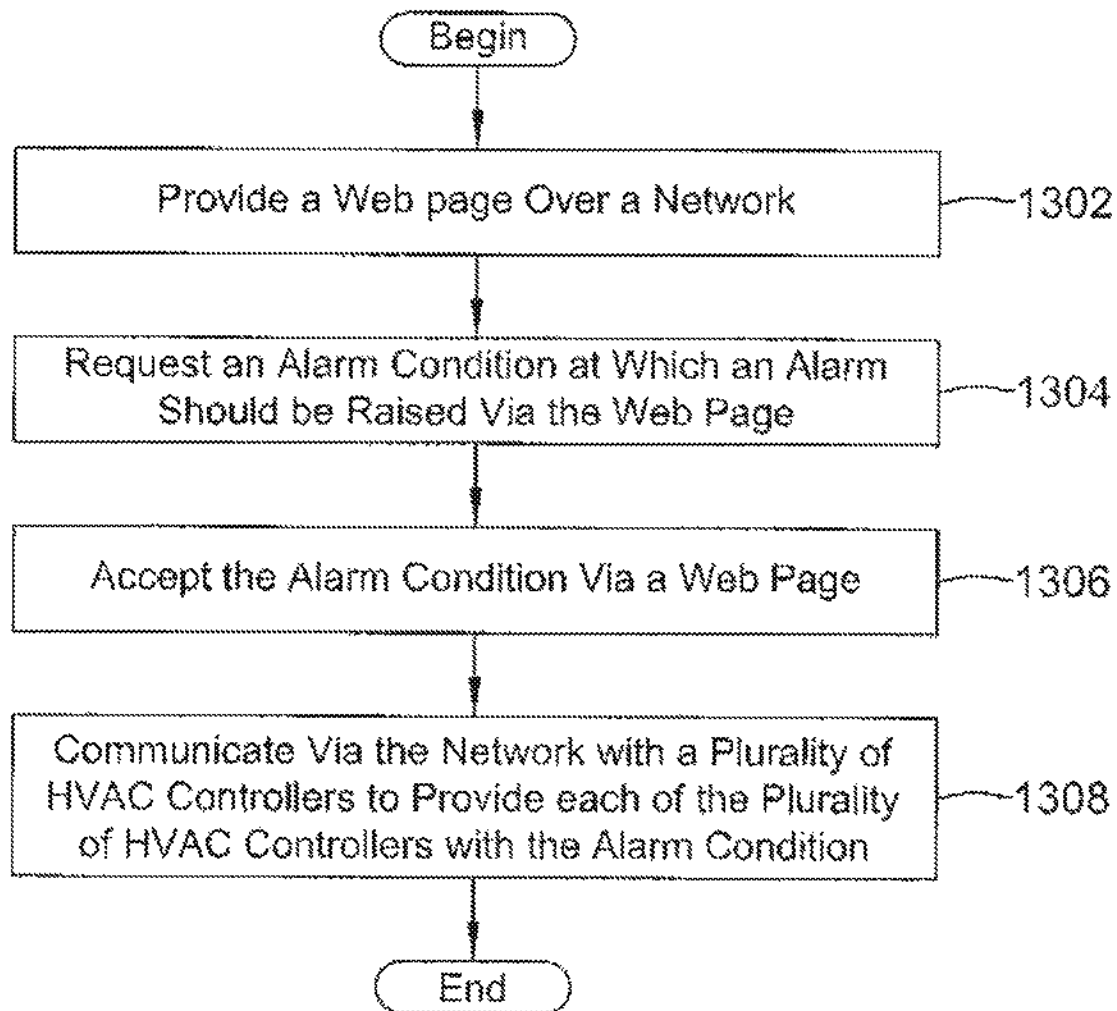 Begin
Provide a Web page Over a Network
1302
Request an Alarm Condition at Which an Alarm
Should be Raised Via the Web Page
1304
Accept the Alarm Condition Via a Web Page
1306
Communicate Via the Network with a Plurality of
HVAC Controllers to Provide each of the Plurality
of HVAC Controllers with the Alarm Condition
1308
End